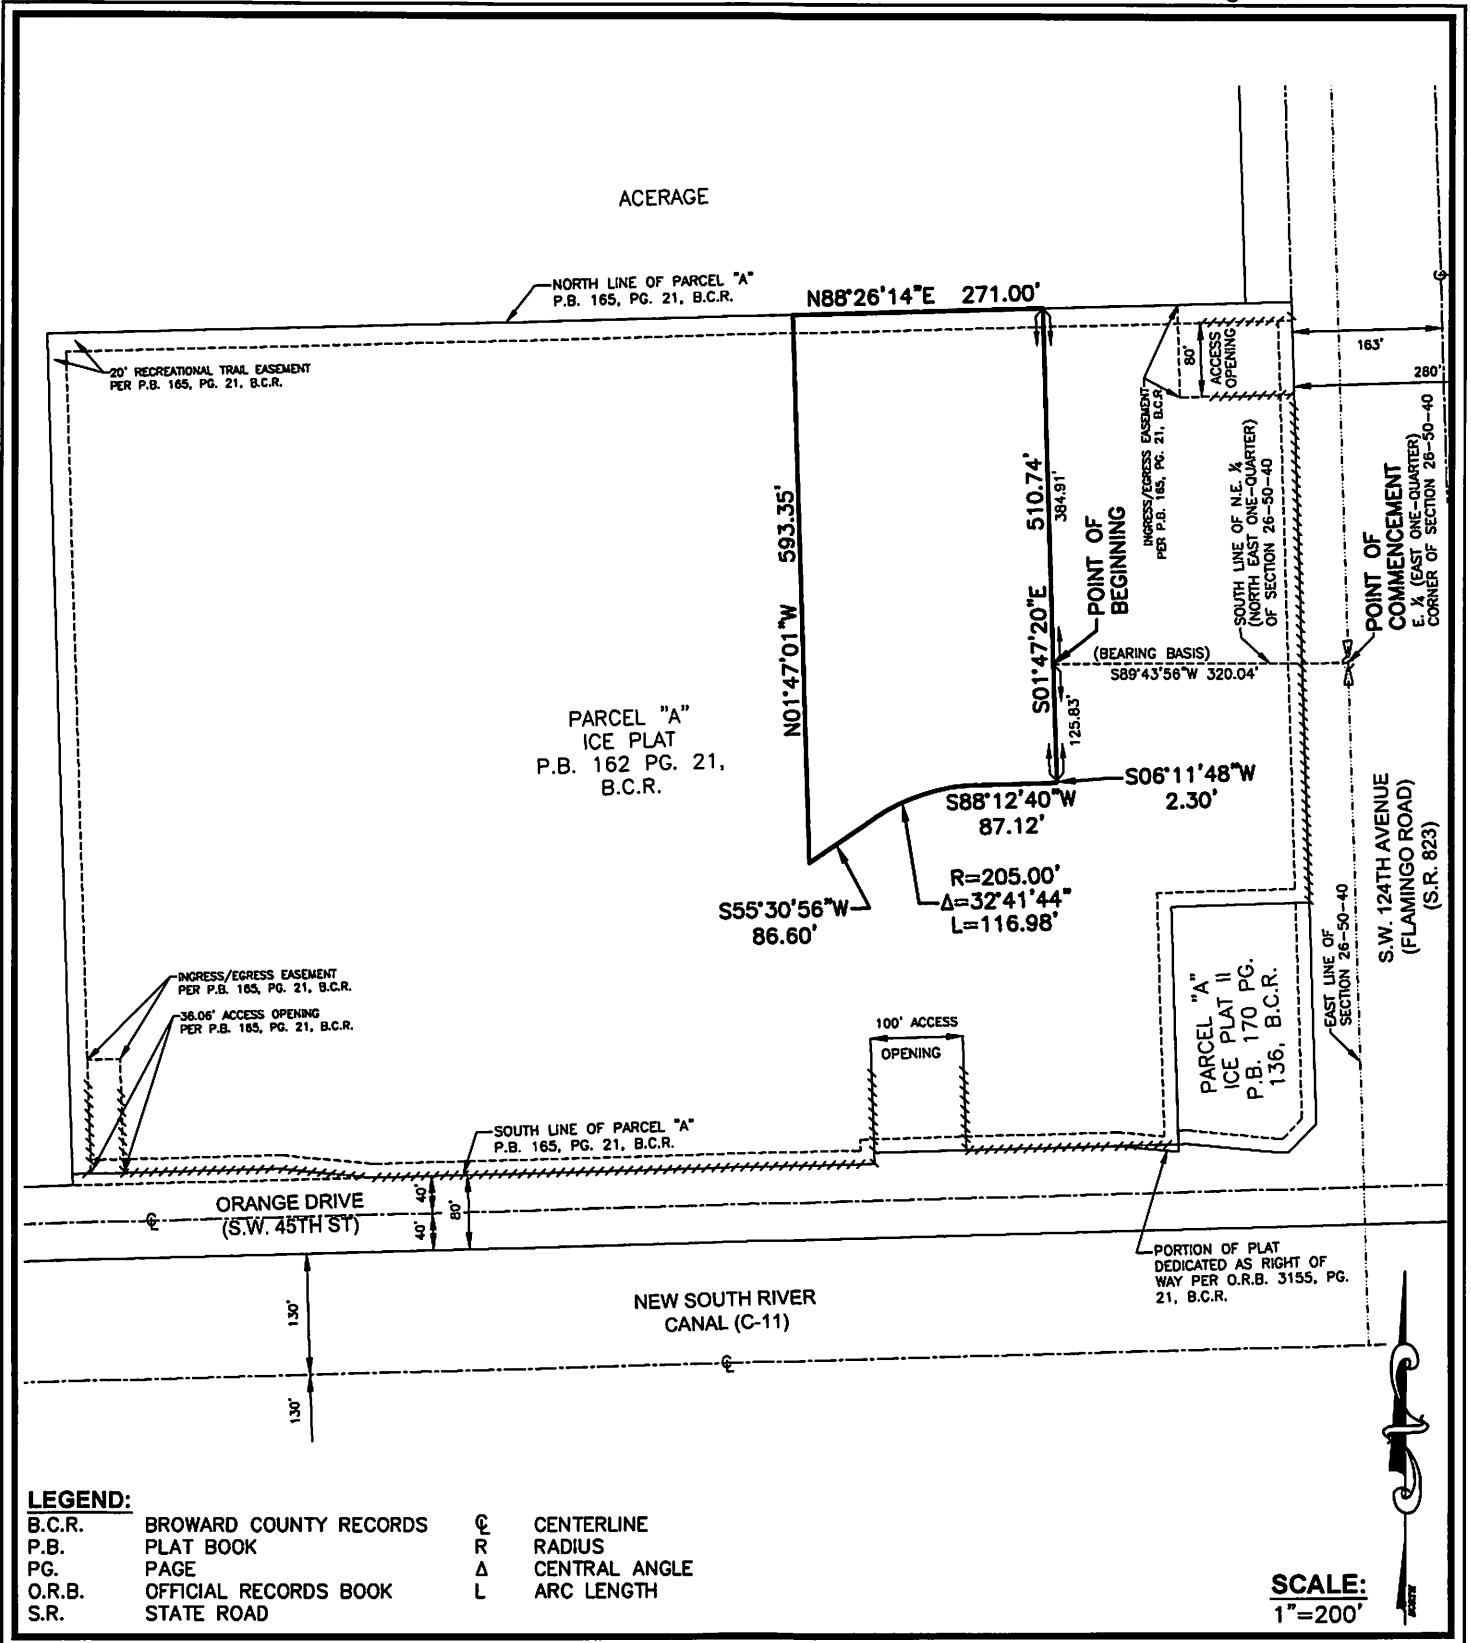 ACERAGE
NORTH LINE OF PARCEL "A"
P.B. 165, PG. 21, B.C.R.
N88°26'14"E 271.00'
20' RECREATIONAL TRAIL EASEMENT
PER P.B. 165, PG. 21, B.C.R.
80'
ACCESS
OPENING
163'
280'
INGRESS/EGRESS EASEMENT
PER P.B. 165, PG. 21, B.C.R.
SOUTH LINE OF N.E. ¼
(NORTH EAST ONE-QUARTER)
OF SECTION 26-50-40
POINT OF
COMMENCEMENT
E. ¼ (EAST ONE-QUARTER)
CORNER OF SECTION 26-50-40
593.35'
N01°47'01"W
510.74'
384.91'
S01°47'20"E
POINT OF
BEGINNING
(BEARING BASIS)
S89°43'56"W 320.04'
125.83'
PARCEL "A"
ICE PLAT
P.B. 162 PG. 21,
B.C.R.
S06°11'48"W
2.30'
S88°12'40"W
87.12'
R=205.00'
Δ=32°41'44"
L=116.98'
S55°30'56"W
86.60'
S.W. 124TH AVENUE
(FLAMINGO ROAD)
(S.R. 823)
EAST LINE OF
SECTION 26-50-40
PARCEL "A"
ICE PLAT II
P.B. 170 PG.
136, B.C.R.
INGRESS/EGRESS EASEMENT
PER P.B. 165, PG. 21, B.C.R.
36.06' ACCESS OPENING
PER P.B. 165, PG. 21, B.C.R.
100' ACCESS
OPENING
SOUTH LINE OF PARCEL "A"
P.B. 165, PG. 21, B.C.R.
ORANGE DRIVE
(S.W. 45TH ST)
40'
40'
80'
PORTION OF PLAT
DEDICATED AS RIGHT OF
WAY PER O.R.B. 3155, PG.
21, B.C.R.
130'
NEW SOUTH RIVER
CANAL (C-11)
130'
LEGEND:
B.C.R. BROWARD COUNTY RECORDS ℄ CENTERLINE
P.B. PLAT BOOK R RADIUS
PG. PAGE Δ CENTRAL ANGLE
O.R.B. OFFICIAL RECORDS BOOK L ARC LENGTH
S.R. STATE ROAD
SCALE:
1"=200'
NORTH